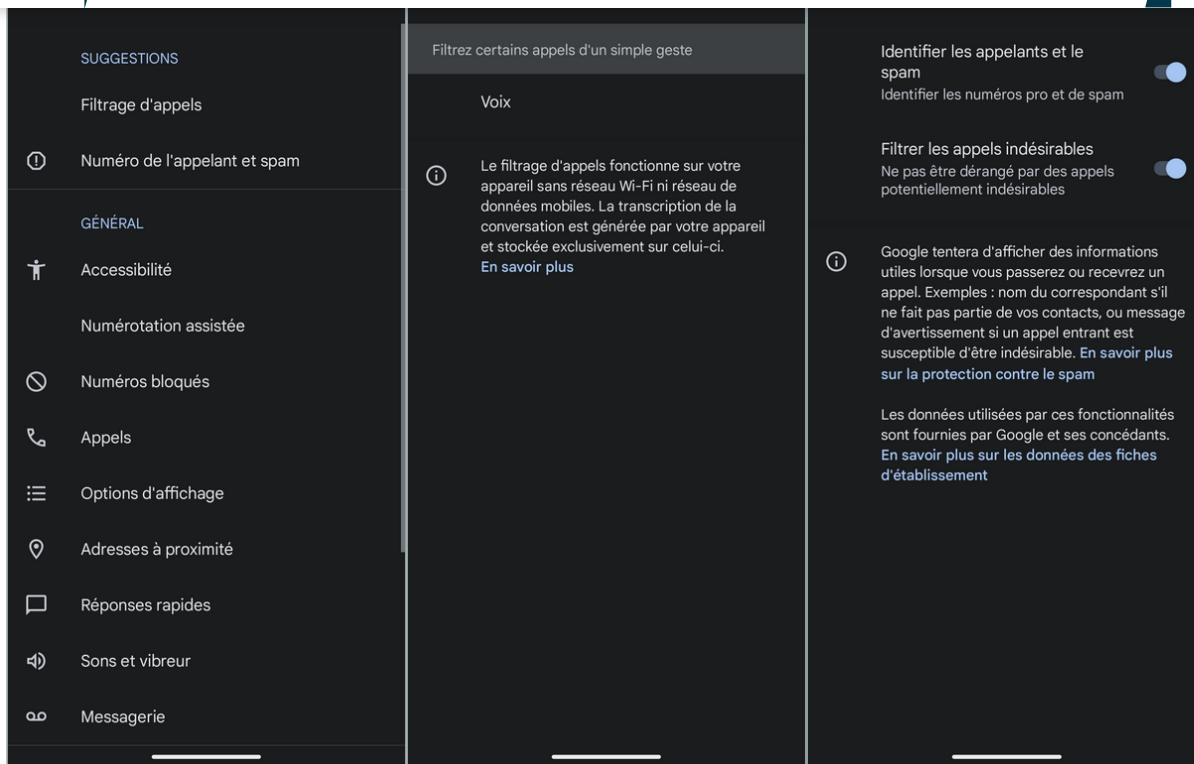 SUGGESTIONS
Filtrage d'appels
Numéro de l'appelant et spam
GÉNÉRAL
Accessibilité
Numérotation assistée
Numéros bloqués
Appels
Options d'affichage
Adresses à proximité
Réponses rapides
Sons et vibreur
Messagerie
Filtrez certains appels d'un simple geste
Voix
Le filtrage d'appels fonctionne sur votre
appareil sans réseau Wi-Fi ni réseau de
données mobiles. La transcription de la
conversation est générée par votre appareil
et stockée exclusivement sur celui-ci.
En savoir plus
Identifier les appelants et le
spam
Identifier les numéros pro et de spam
Filtrer les appels indésirables
Ne pas être dérangé par des appels
potentiellement indésirables
Google tentera d'afficher des informations
utiles lorsque vous passerez ou recevrez un
appel. Exemples : nom du correspondant s'il
ne fait pas partie de vos contacts, ou message
d'avertissement si un appel entrant est
susceptible d'être indésirable. En savoir plus
sur la protection contre le spam
Les données utilisées par ces fonctionnalités
sont fournies par Google et ses concédants.
En savoir plus sur les données des fiches
d'établissement